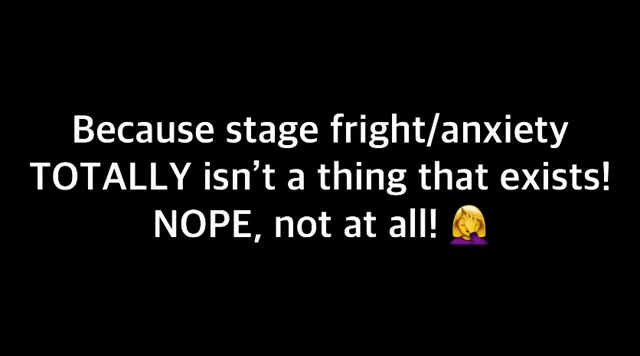 Because stage fright/anxiety
TOTALLY isn’t a thing that exists!
NOPE, not at all! 🤦‍♀️